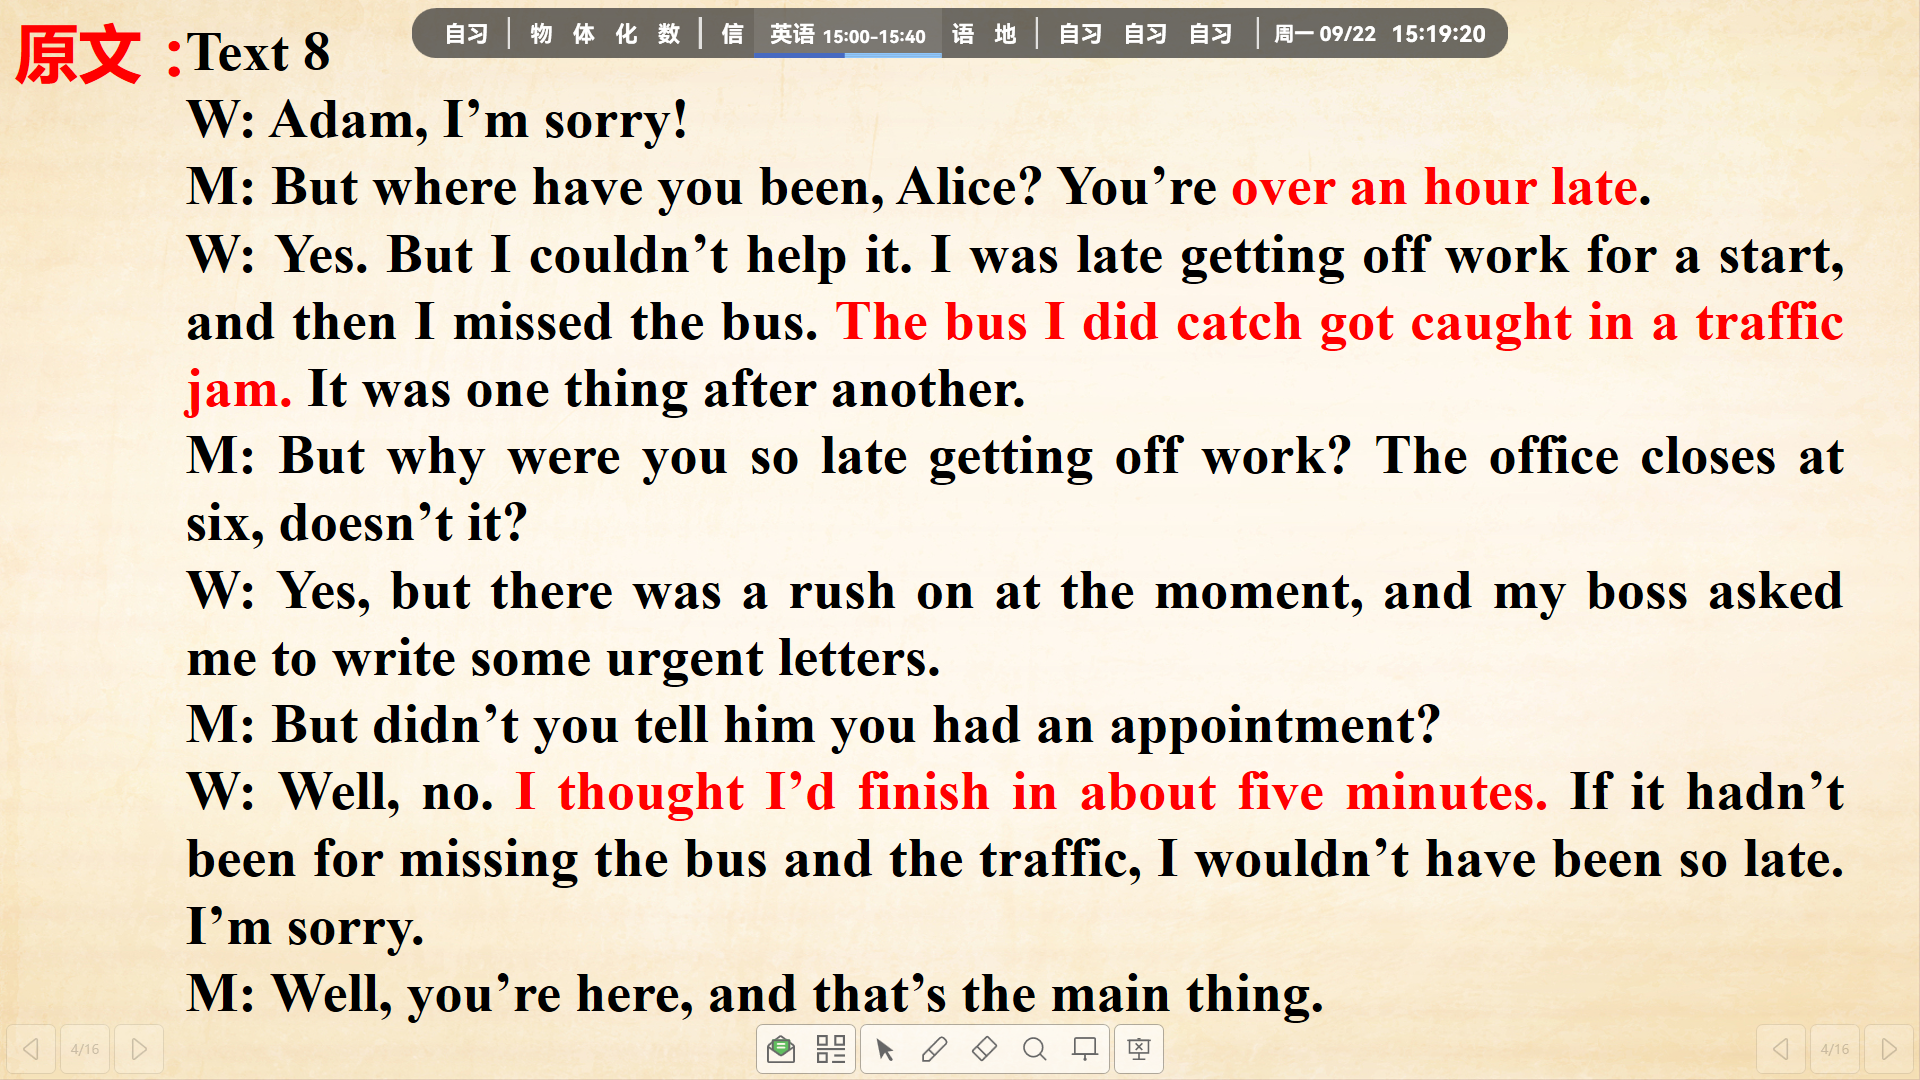 自习 | 物 体 化 数 | 信 英语 15:00-15:40 语 地 | 自习 自习 自习 | 周一 09/22 15:19:20
原文：Text 8
W: Adam, I’m sorry!
M: But where have you been, Alice? You’re over an hour late.
W: Yes. But I couldn’t help it. I was late getting off work for a start,
and then I missed the bus. The bus I did catch got caught in a traffic
jam. It was one thing after another.
M: But why were you so late getting off work? The office closes at
six, doesn’t it?
W: Yes, but there was a rush on at the moment, and my boss asked
me to write some urgent letters.
M: But didn’t you tell him you had an appointment?
W: Well, no. I thought I’d finish in about five minutes. If it hadn’t
been for missing the bus and the traffic, I wouldn’t have been so late.
I’m sorry.
M: Well, you’re here, and that’s the main thing.
4/16 4/16